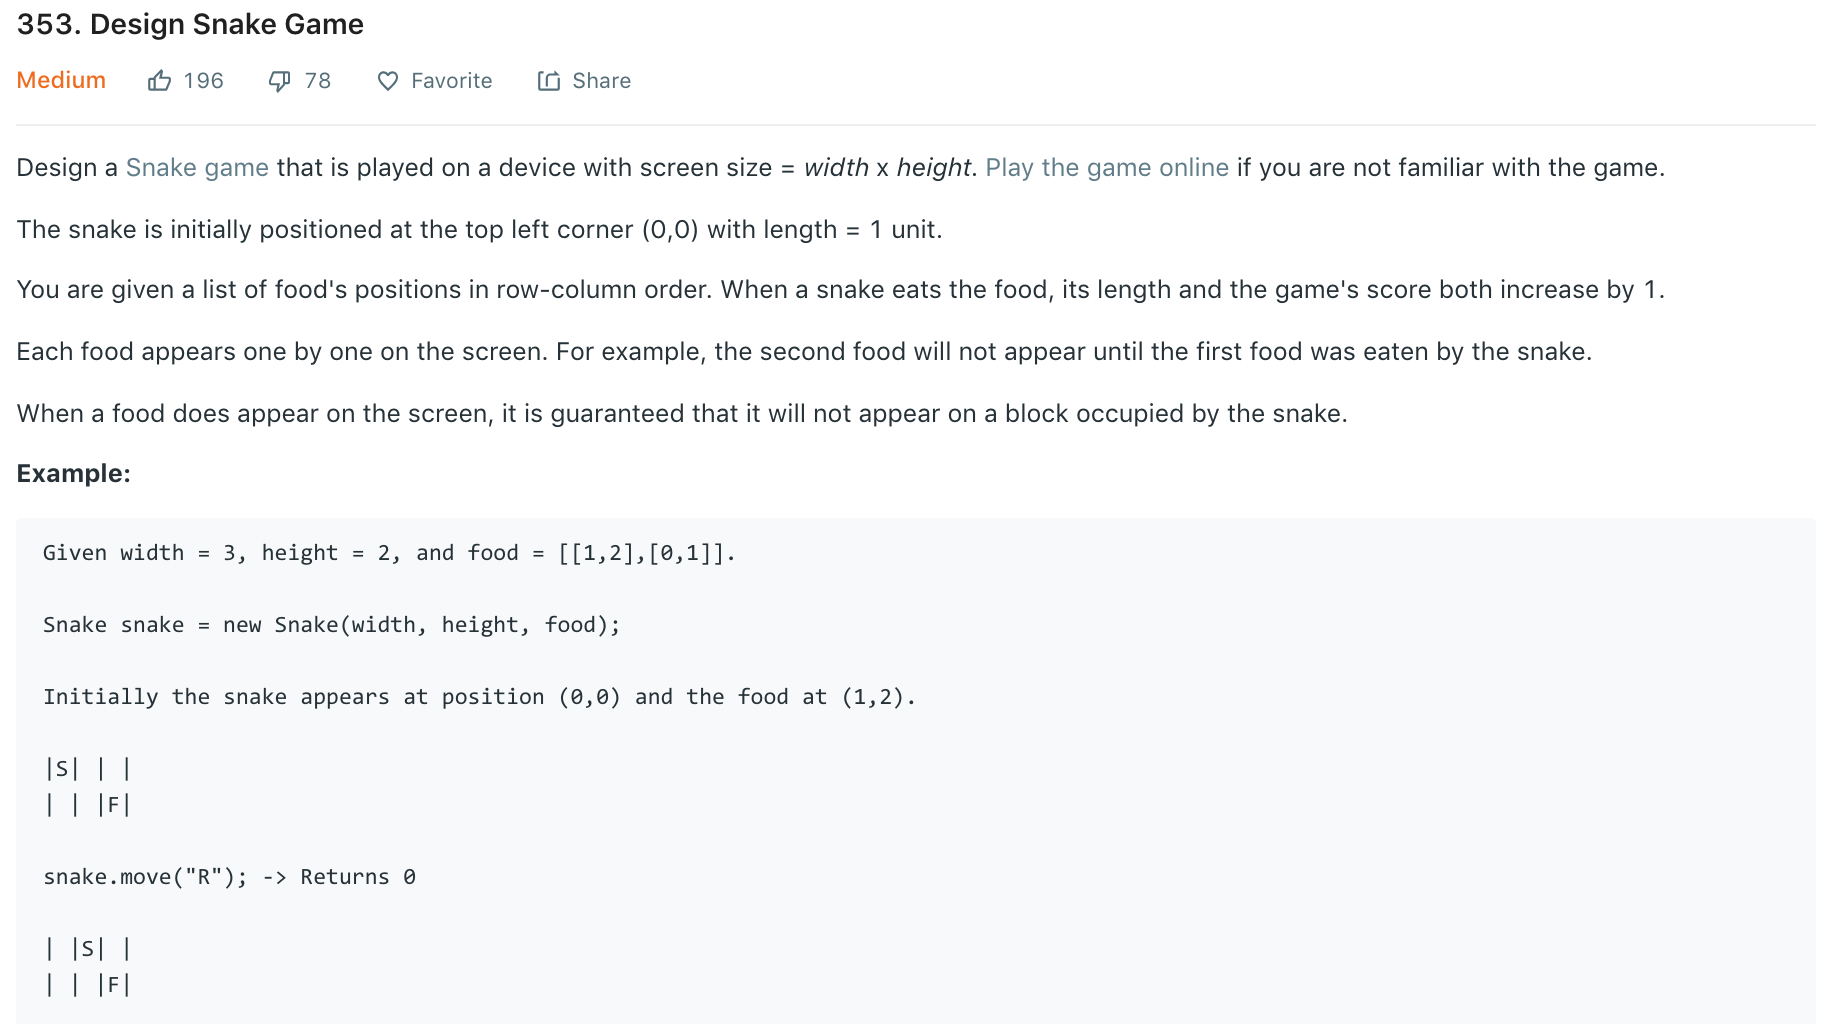 353. Design Snake Game
Medium 196 78 Favorite Share
Design a Snake game that is played on a device with screen size = width x height. Play the game online if you are not familiar with the game.
The snake is initially positioned at the top left corner (0,0) with length = 1 unit.
You are given a list of food's positions in row-column order. When a snake eats the food, its length and the game's score both increase by 1.
Each food appears one by one on the screen. For example, the second food will not appear until the first food was eaten by the snake.
When a food does appear on the screen, it is guaranteed that it will not appear on a block occupied by the snake.
Example:
Given width = 3, height = 2, and food = [[1,2],[0,1]].
Snake snake = new Snake(width, height, food);
Initially the snake appears at position (0,0) and the food at (1,2).
|S| | |
| | |F|
snake.move("R"); -> Returns 0
| |S| |
| | |F|